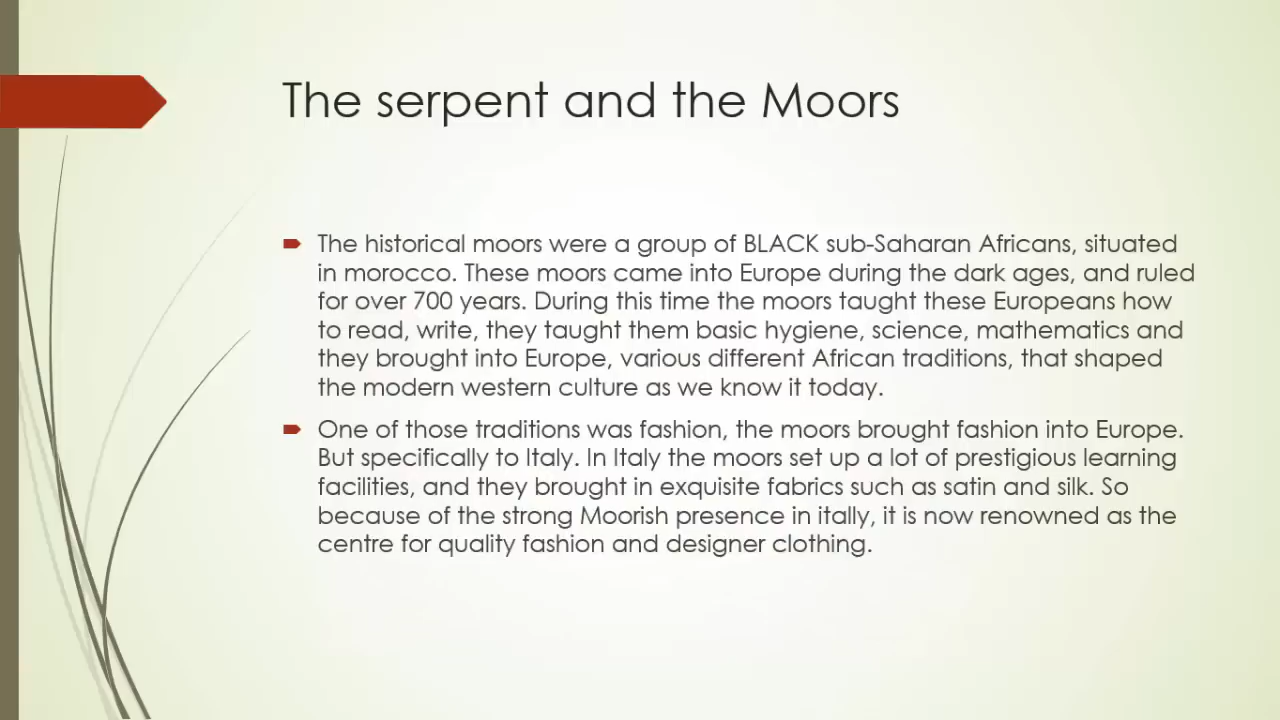 The serpent and the Moors
The historical moors were a group of BLACK sub-Saharan Africans, situated
in morocco. These moors came into Europe during the dark ages, and ruled
for over 700 years. During this time the moors taught these Europeans how
to read, write, they taught them basic hygiene, science, mathematics and
they brought into Europe, various different African traditions, that shaped
the modern western culture as we know it today.
One of those traditions was fashion, the moors brought fashion into Europe.
But specifically to Italy. In Italy the moors set up a lot of prestigious learning
facilities, and they brought in exquisite fabrics such as satin and silk. So
because of the strong Moorish presence in itally, it is now renowned as the
centre for quality fashion and designer clothing.